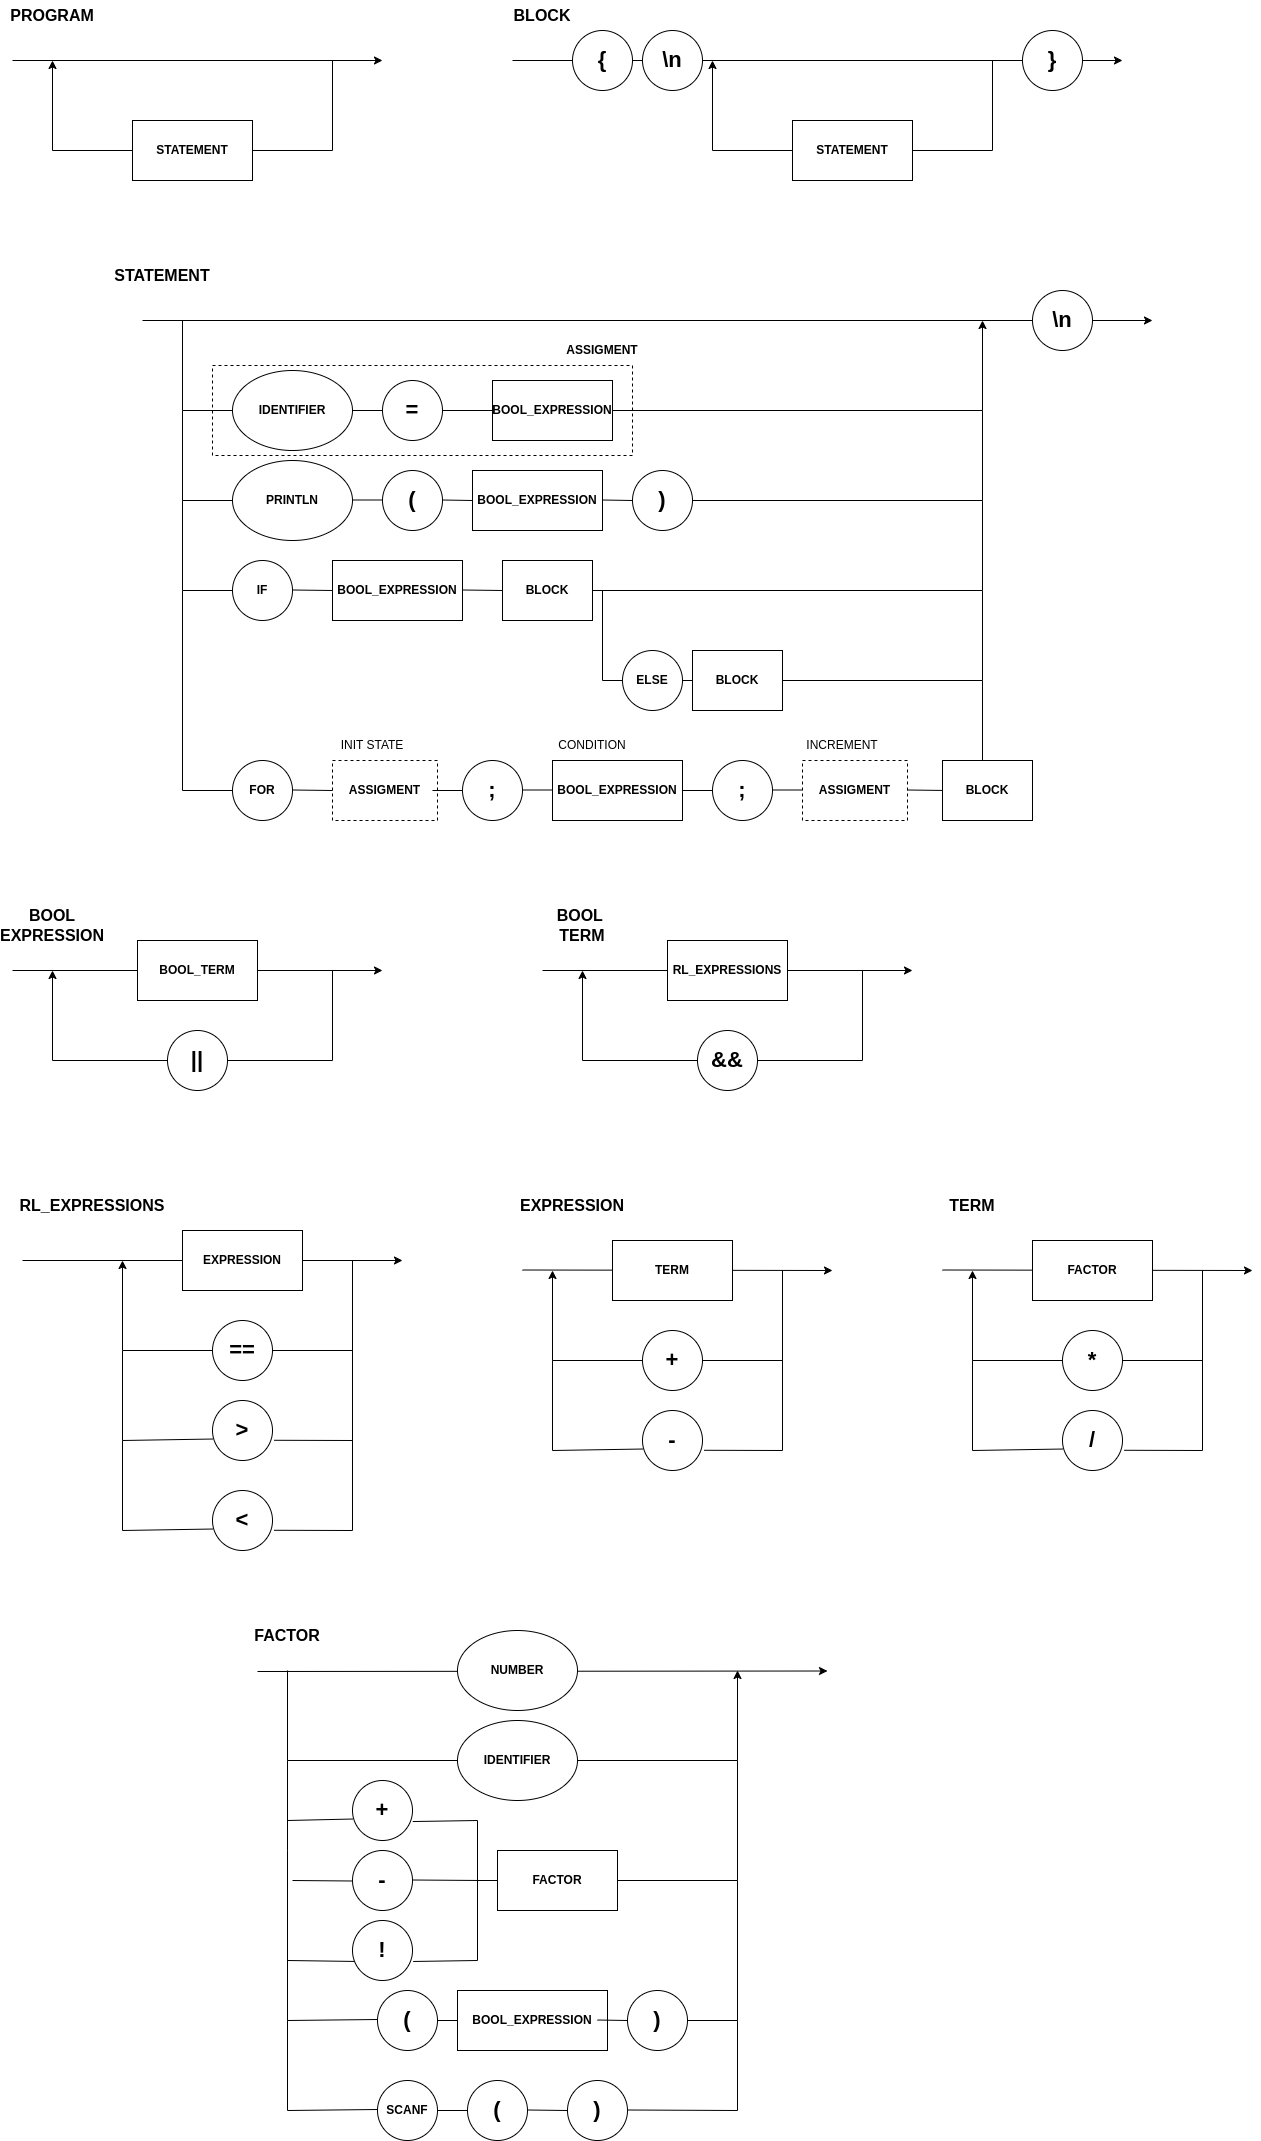 PROGRAM
BLOCK
{
\n
}
STATEMENT
STATEMENT
STATEMENT
\n
ASSIGMENT
IDENTIFIER
=
BOOL_EXPRESSION
PRINTLN
(
BOOL_EXPRESSION
)
IF
BOOL_EXPRESSION
BLOCK
ELSE
BLOCK
INIT STATE
CONDITION
INCREMENT
FOR
ASSIGMENT
;
BOOL_EXPRESSION
;
ASSIGMENT
BLOCK
BOOL
EXPRESSION
BOOL_TERM
||
BOOL
TERM
RL_EXPRESSIONS
&&
RL_EXPRESSIONS
EXPRESSION
==
>
<
EXPRESSION
TERM
+
-
TERM
FACTOR
*
/
FACTOR
NUMBER
IDENTIFIER
+
-
!
FACTOR
(
BOOL_EXPRESSION
)
SCANF
(
)